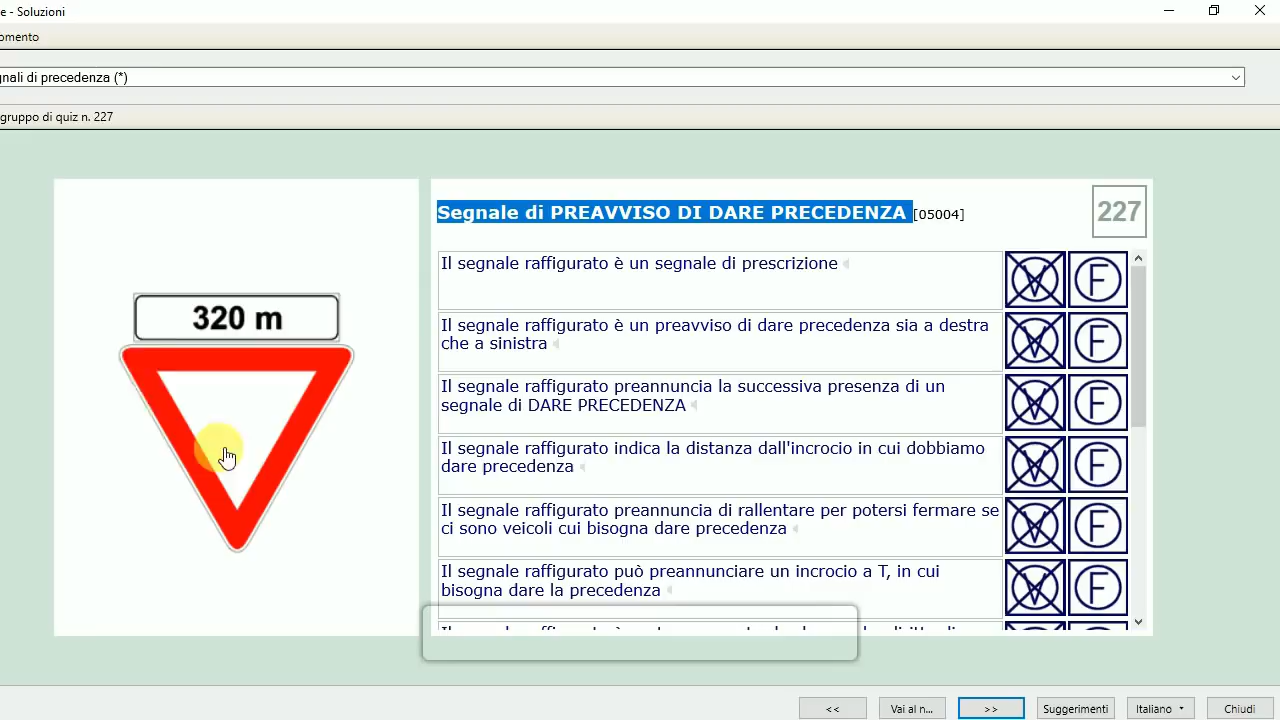 e - Soluzioni
omento
gnali di precedenza (*)
gruppo di quiz n. 227
320 m
Segnale di PREAVVISO DI DARE PRECEDENZA [05004]
227
Il segnale raffigurato è un segnale di prescrizione
V F
Il segnale raffigurato è un preavviso di dare precedenza sia a destra
che a sinistra
V F
Il segnale raffigurato preannuncia la successiva presenza di un
segnale di DARE PRECEDENZA
V F
Il segnale raffigurato indica la distanza dall'incrocio in cui dobbiamo
dare precedenza
V F
Il segnale raffigurato preannuncia di rallentare per potersi fermare se
ci sono veicoli cui bisogna dare precedenza
V F
Il segnale raffigurato può preannunciare un incrocio a T, in cui
bisogna dare la precedenza
V F
<<
Vai al n...
>>
Suggerimenti
Italiano
Chiudi